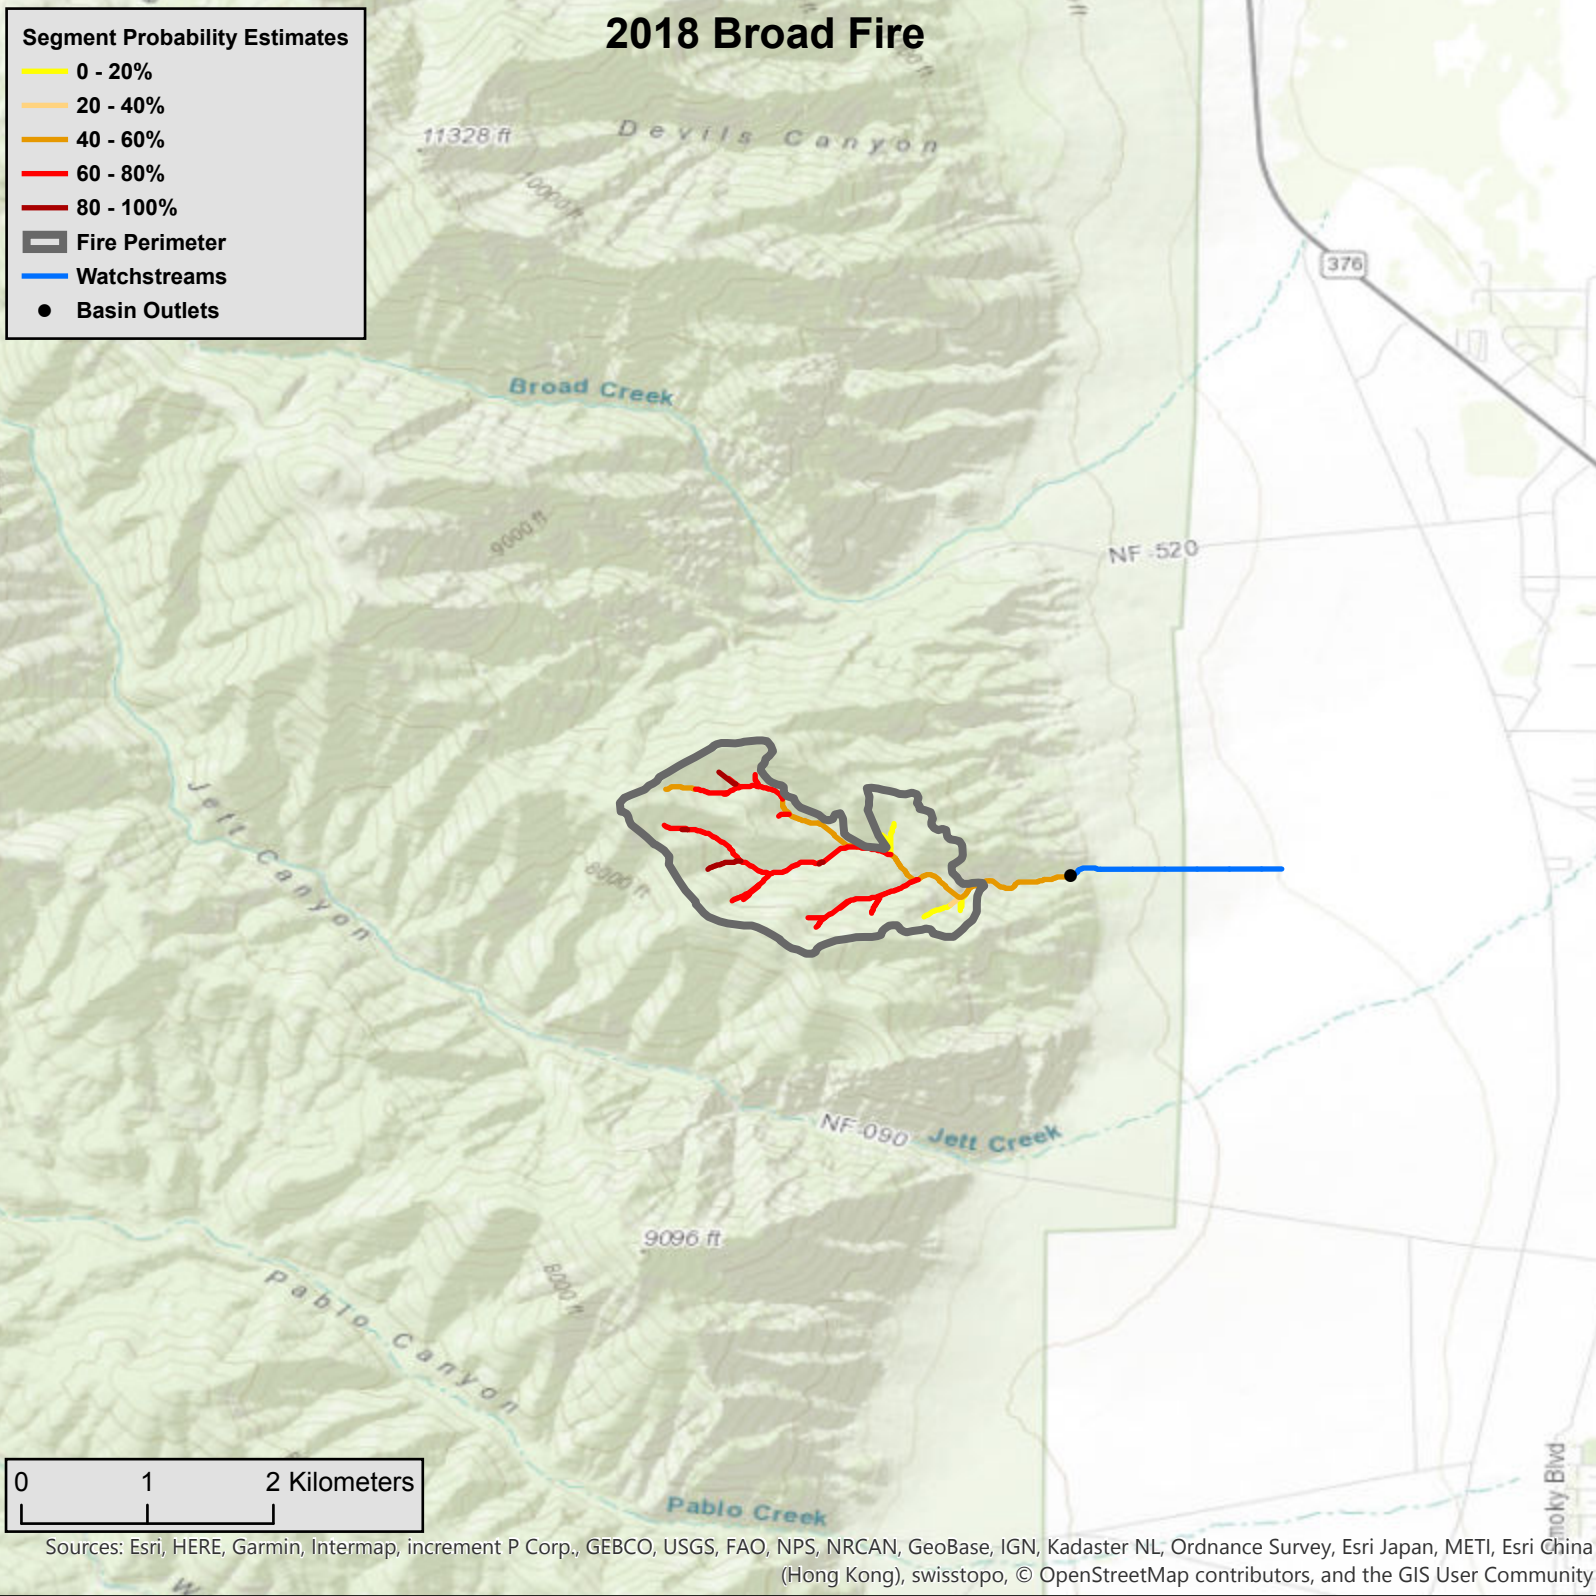 2018 Broad Fire
Segment Probability Estimates
0 - 20%
20 - 40%
40 - 60%
60 - 80%
80 - 100%
Fire Perimeter
Watchstreams
Basin Outlets
11328 ft
Devils Canyon
10000 ft
376
Broad Creek
9000 ft
NF-520
Jett Canyon
8000 ft
NF-090
Jett Creek
9096 ft
Pablo Canyon
8000 ft
Pablo Creek
0 1 2 Kilometers
Sources: Esri, HERE, Garmin, Intermap, increment P Corp., GEBCO, USGS, FAO, NPS, NRCAN, GeoBase, IGN, Kadaster NL, Ordnance Survey, Esri Japan, METI, Esri China
(Hong Kong), swisstopo, © OpenStreetMap contributors, and the GIS User Community